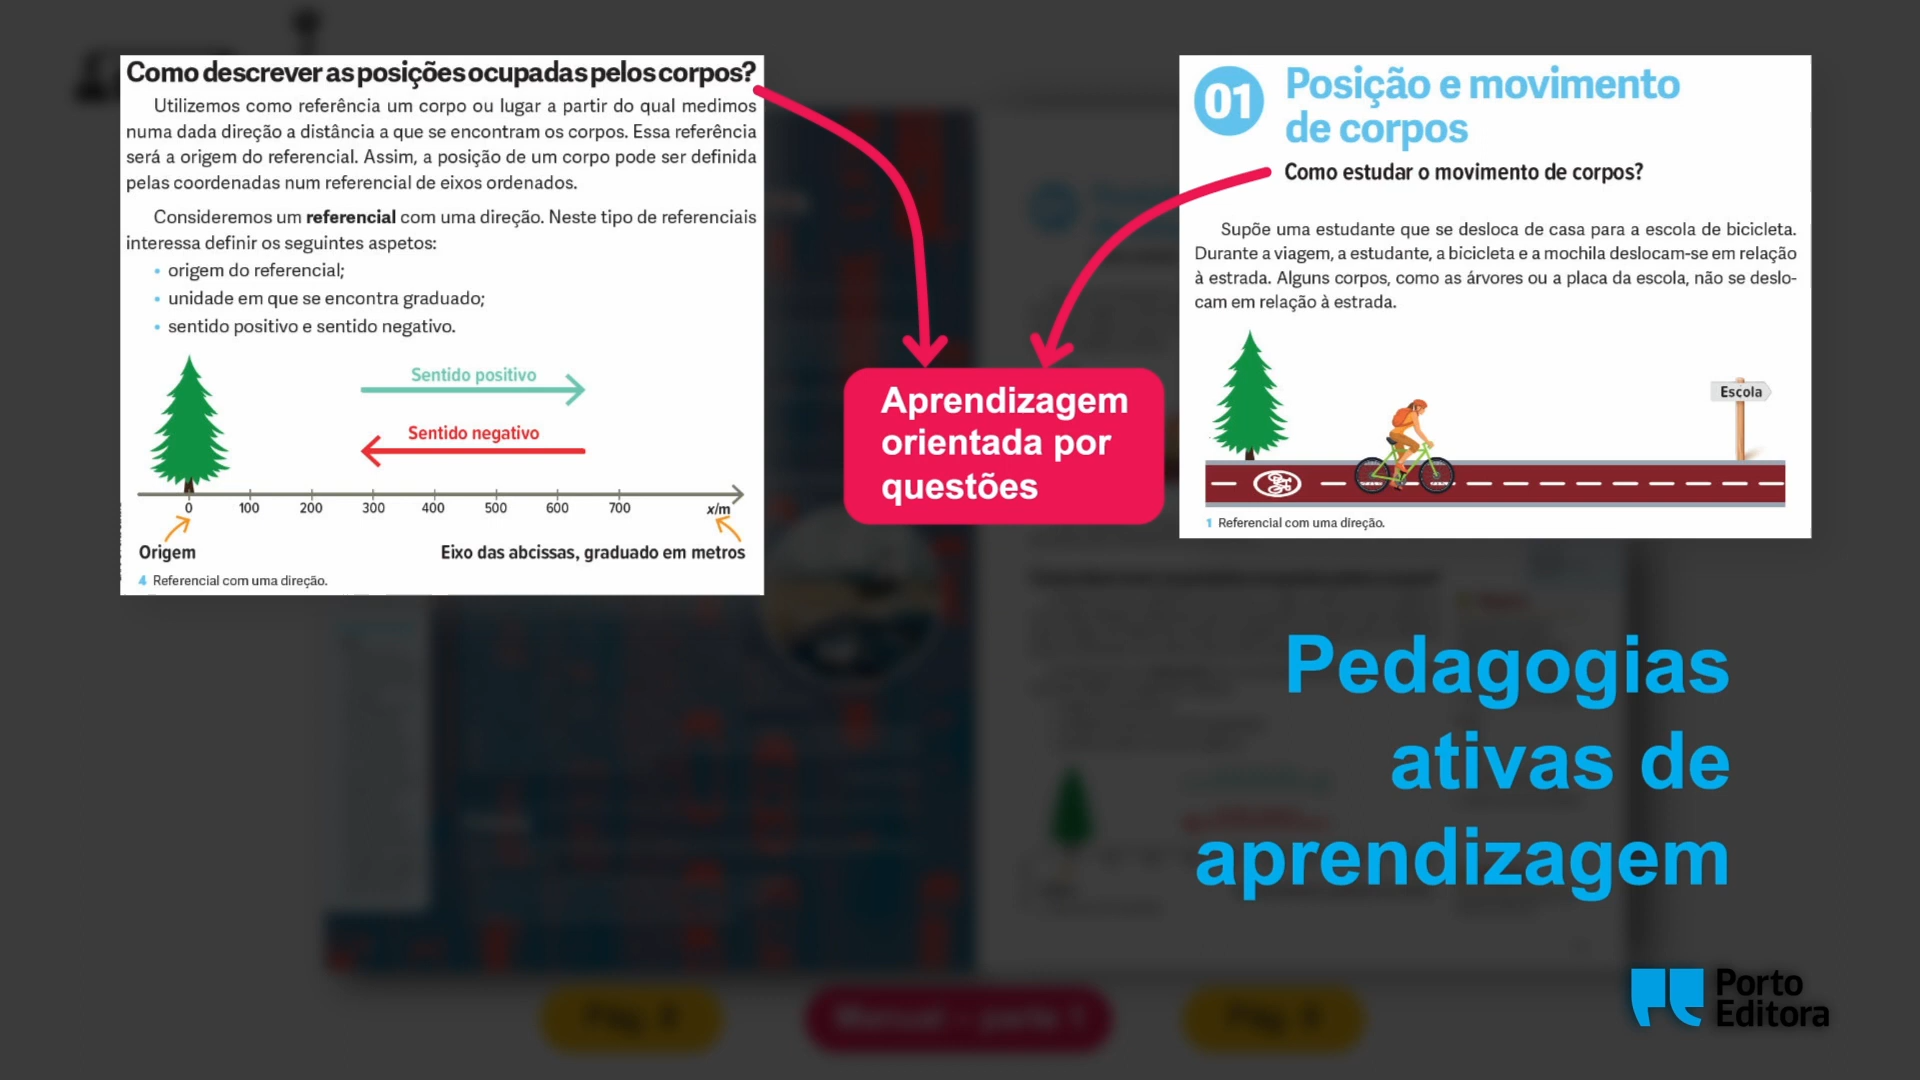 Como descrever as posições ocupadas pelos corpos?
Utilizemos como referência um corpo ou lugar a partir do qual medimos
numa dada direção a distância a que se encontram os corpos. Essa referência
será a origem do referencial. Assim, a posição de um corpo pode ser definida
pelas coordenadas num referencial de eixos ordenados.
Consideremos um referencial com uma direção. Neste tipo de referenciais
interessa definir os seguintes aspetos:
• origem do referencial;
• unidade em que se encontra graduado;
• sentido positivo e sentido negativo.
Sentido positivo
Sentido negativo
0 100 200 300 400 500 600 700 x/m
Origem
Eixo das abcissas, graduado em metros
4 Referencial com uma direção.
Aprendizagem
orientada por
questões
01
Posição e movimento
de corpos
Como estudar o movimento de corpos?
Supõe uma estudante que se desloca de casa para a escola de bicicleta.
Durante a viagem, a estudante, a bicicleta e a mochila deslocam-se em relação
à estrada. Alguns corpos, como as árvores ou a placa da escola, não se deslo-
cam em relação à estrada.
Escola
1 Referencial com uma direção.
Pedagogias
ativas de
aprendizagem
Porto
Editora
Pág. 8
Manual – parte 1
Pág. 9